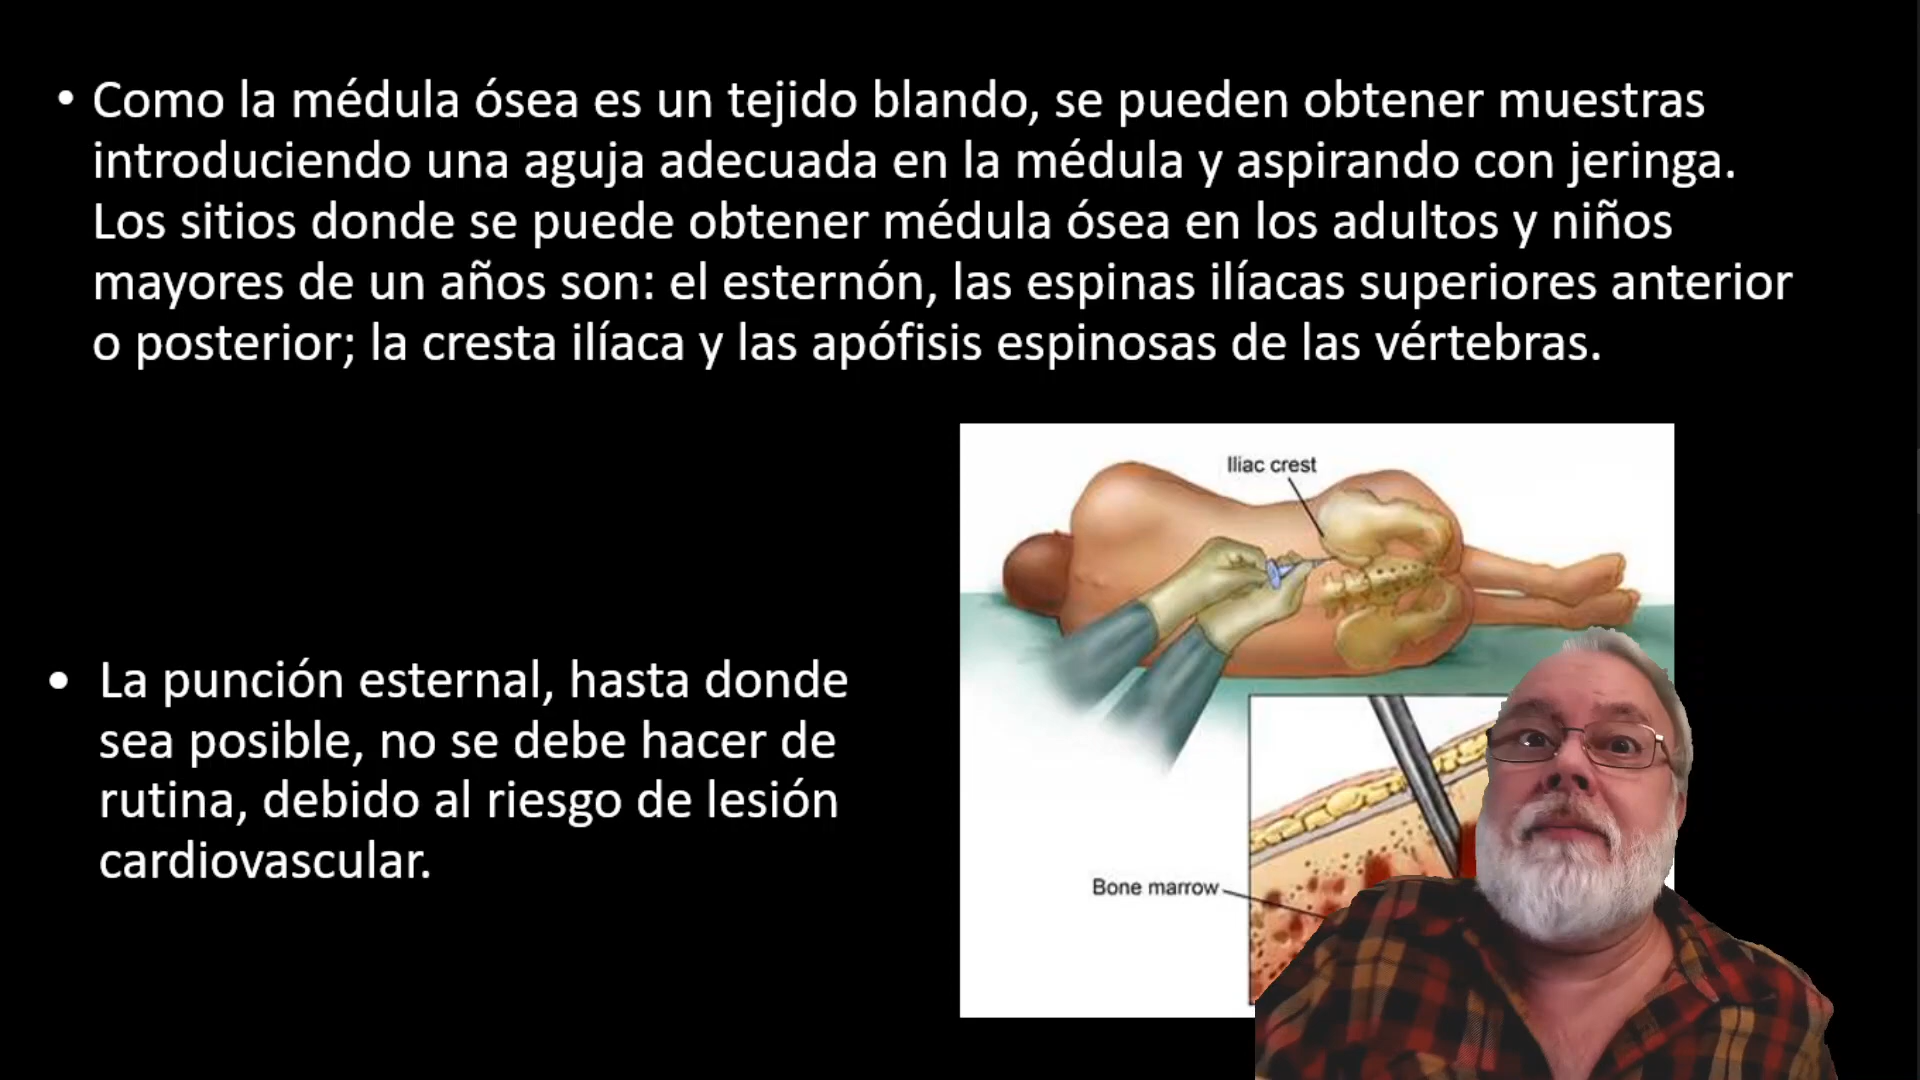 • Como la médula ósea es un tejido blando, se pueden obtener muestras
introduciendo una aguja adecuada en la médula y aspirando con jeringa.
Los sitios donde se puede obtener médula ósea en los adultos y niños
mayores de un años son: el esternón, las espinas ilíacas superiores anterior
o posterior; la cresta ilíaca y las apófisis espinosas de las vértebras.
Iliac crest
• La punción esternal, hasta donde
sea posible, no se debe hacer de
rutina, debido al riesgo de lesión
cardiovascular.
Bone marrow